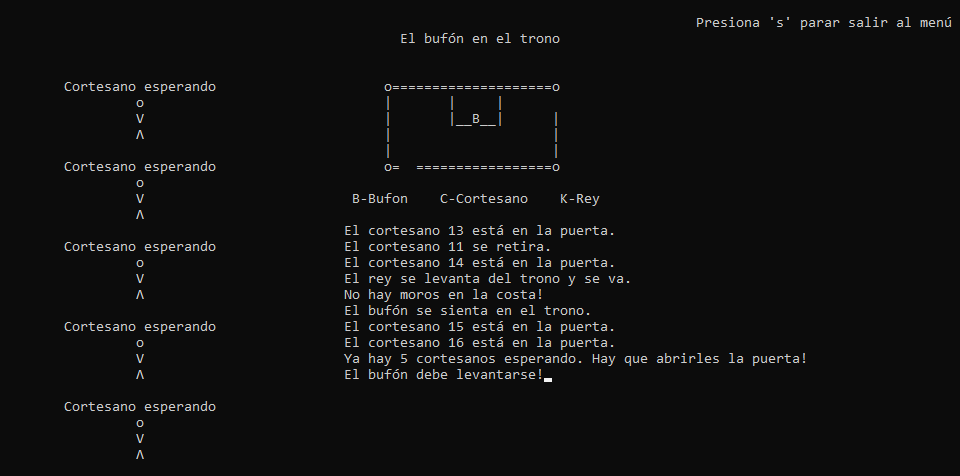 Presiona 's' parar salir al menú
El bufón en el trono
Cortesano esperando
o
V
Λ
Cortesano esperando
o
V
Λ
Cortesano esperando
o
V
Λ
Cortesano esperando
o
V
Λ
Cortesano esperando
o
V
Λ
o====================o
|       |     |
|       |__B__|      |
|                    |
|                    |
o=  =================o
B-Bufon    C-Cortesano    K-Rey
El cortesano 13 está en la puerta.
El cortesano 11 se retira.
El cortesano 14 está en la puerta.
El rey se levanta del trono y se va.
No hay moros en la costa!
El bufón se sienta en el trono.
El cortesano 15 está en la puerta.
El cortesano 16 está en la puerta.
Ya hay 5 cortesanos esperando. Hay que abrirles la puerta!
El bufón debe levantarse!